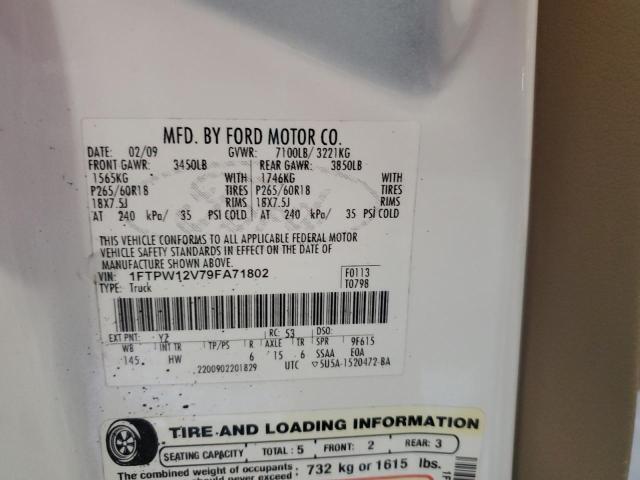 MFD. BY FORD MOTOR CO.
DATE: 02/09 GVWR: 7100LB/ 3221KG
FRONT GAWR: 3450LB REAR GAWR: 3850LB
1565KG WITH 1746KG WITH
P265/60R18 TIRES P265/60R18 TIRES
18X7.5J RIMS 18X7.5J RIMS
AT 240 kPa/ 35 PSI COLD AT 240 kPa/ 35 PSI COLD
THIS VEHICLE CONFORMS TO ALL APPLICABLE FEDERAL MOTOR
VEHICLE SAFETY STANDARDS IN EFFECT ON THE DATE OF
MANUFACTURE SHOWN ABOVE.
VIN: 1FTPW12V79FA71802 F0113
TYPE: Truck T0798
EXT PNT: YZ RC: 53 DSO:
WB INT TR TP/PS R AXLE TR SPR 9F615
145 HW 6 15 6 SSAA EOA
2200902201829 UTC ▽5U5A-1520472-BA
TIRE AND LOADING INFORMATION
SEATING CAPACITY TOTAL : 5 FRONT: 2 REAR: 3
The combined weight of occupants 732 kg or 1615 lbs.
should never exceed